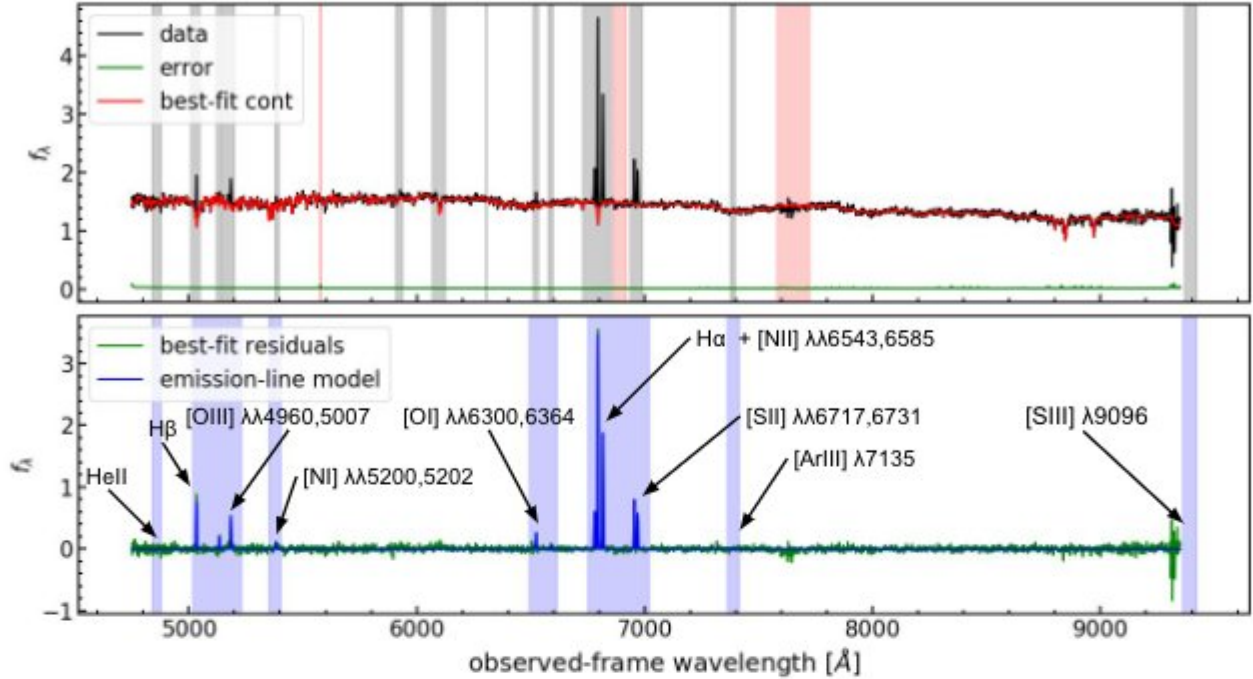 data
error
best-fit cont
fλ
4
3
2
1
0
best-fit residuals
emission-line model
fλ
3
2
1
0
−1
Hα + [NII] λλ6543,6585
[OIII] λλ4960,5007
[OI] λλ6300,6364
[SII] λλ6717,6731
[SIII] λ9096
Hβ
HeII
[NI] λλ5200,5202
[ArIII] λ7135
5000 6000 7000 8000 9000
observed-frame wavelength [Å]